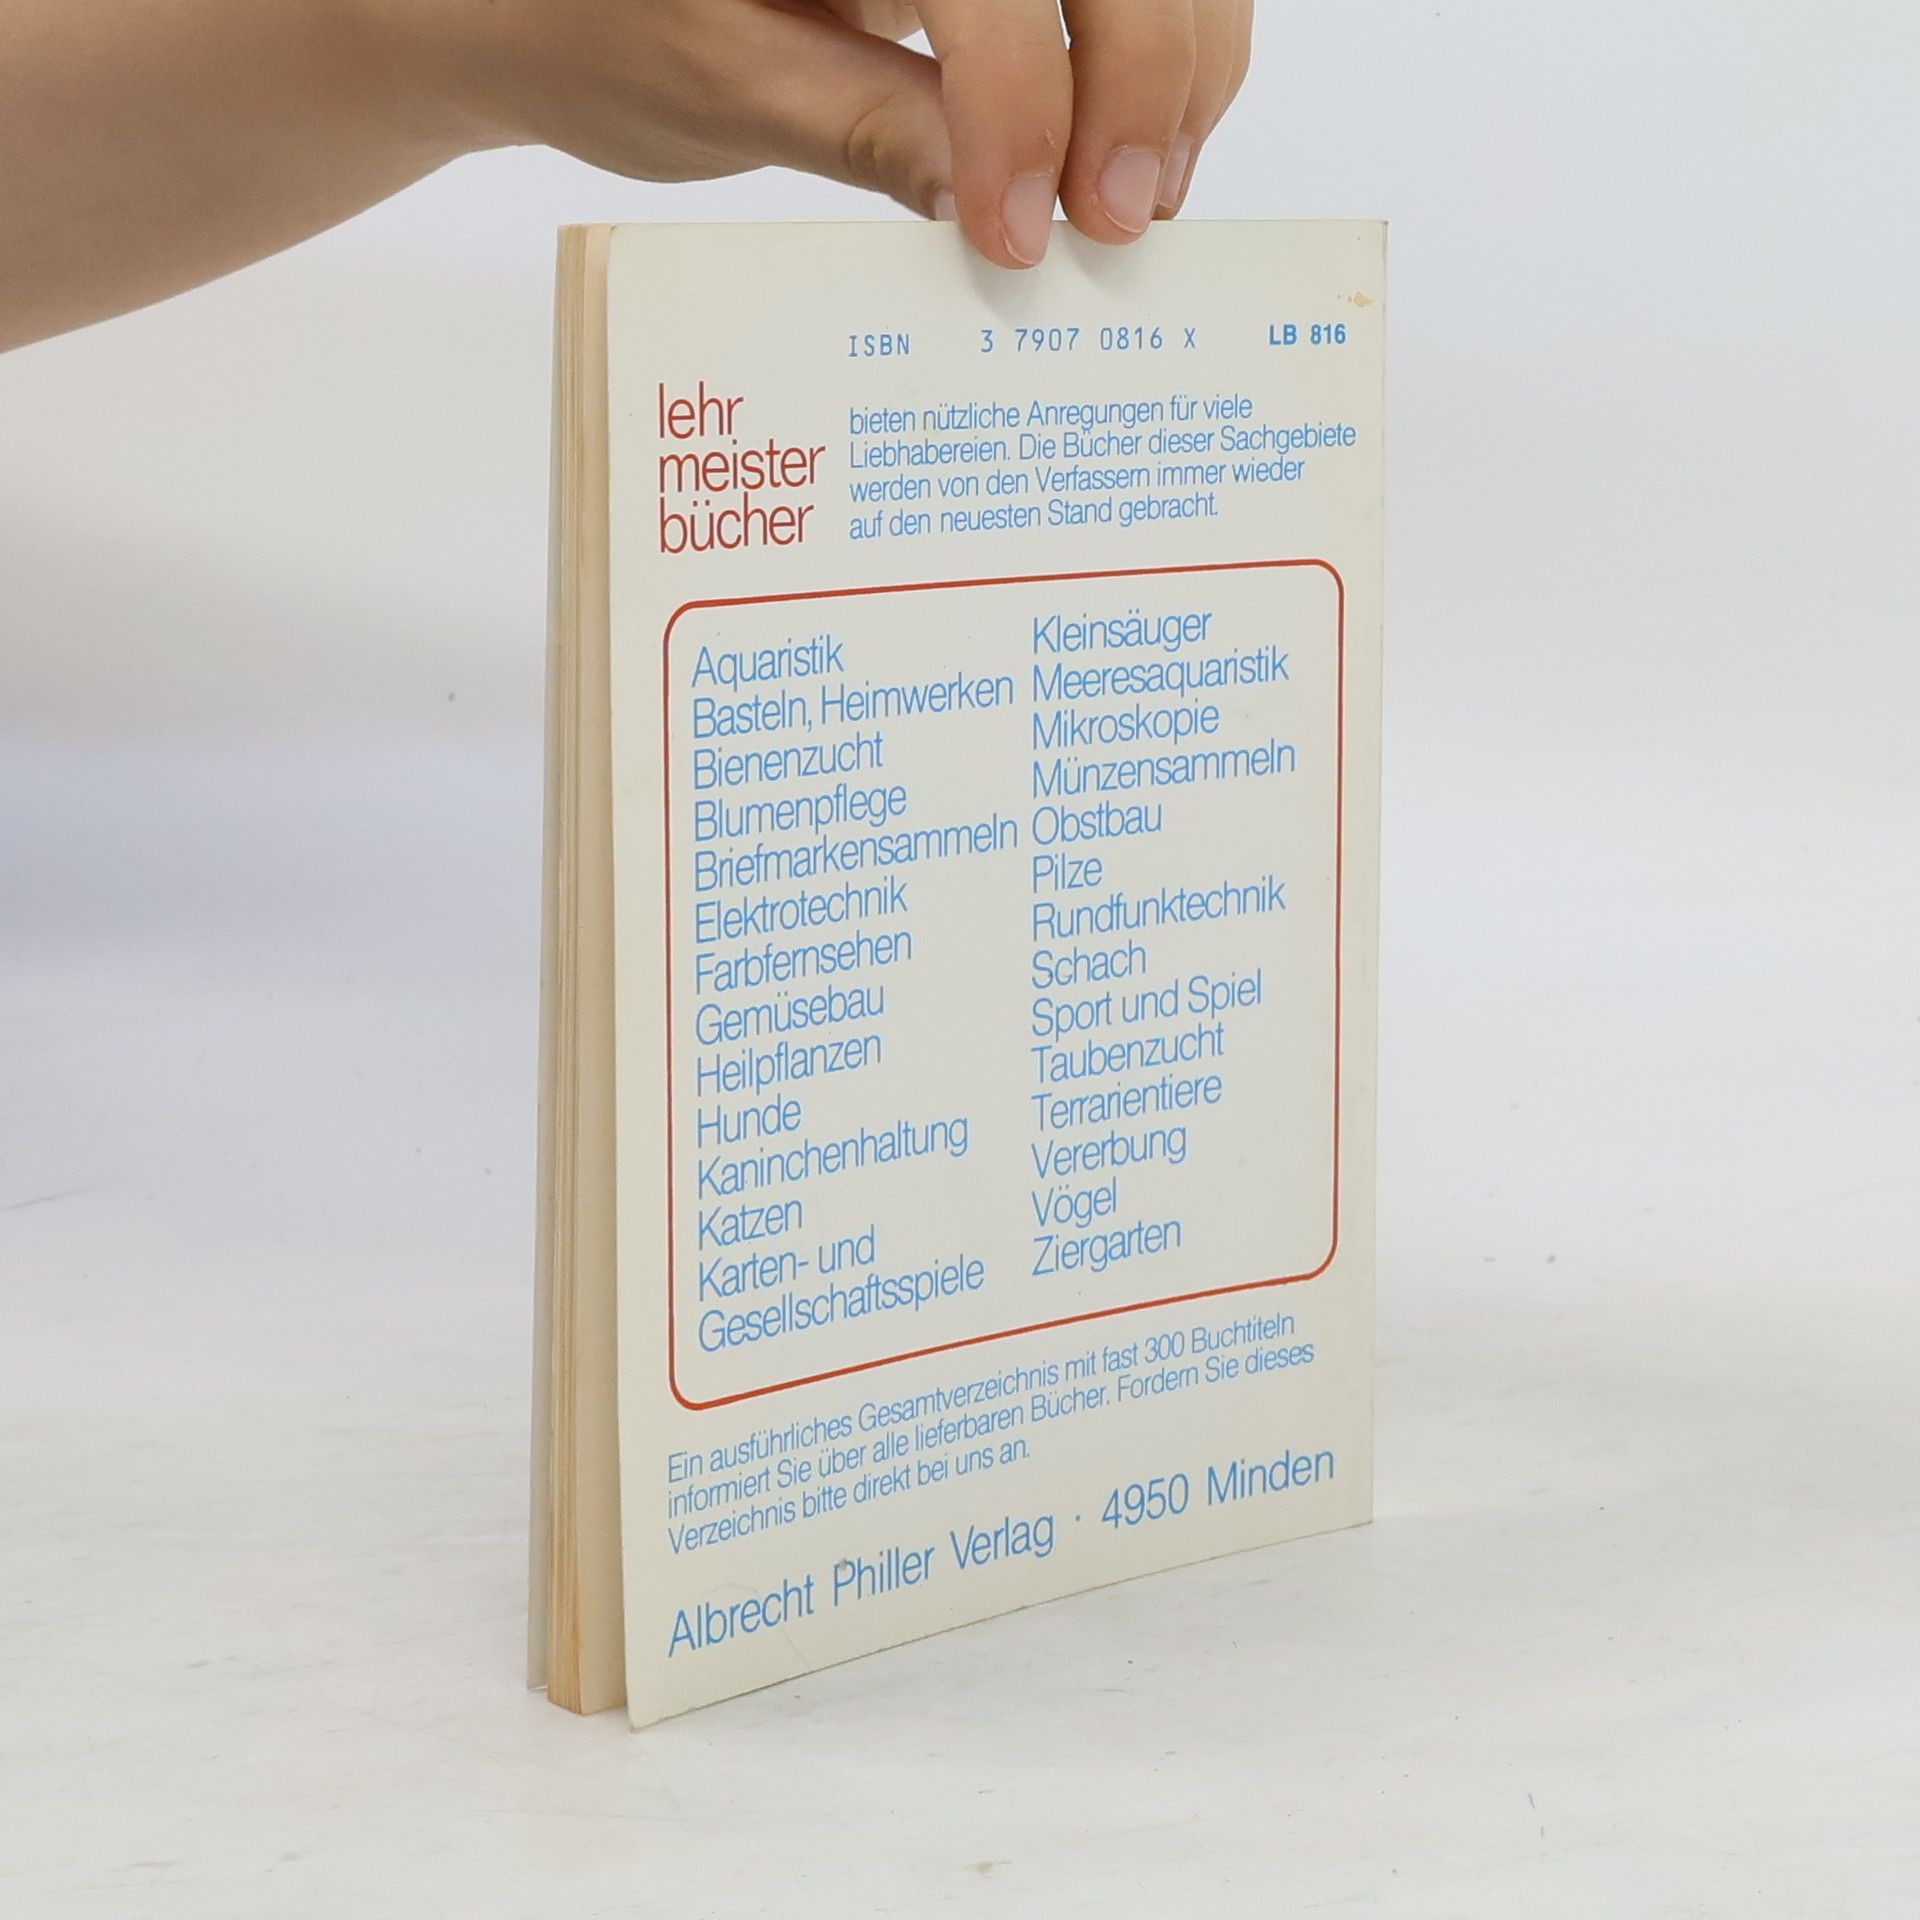 ISBN 3 7907 0816 X LB 816
lehr
meister
bücher
bieten nützliche Anregungen für viele
Liebhabereien. Die Bücher dieser Sachgebiete
werden von den Verfassern immer wieder
auf den neuesten Stand gebracht.
Aquaristik
Basteln, Heimwerken
Bienenzucht
Blumenpflege
Briefmarkensammeln
Elektrotechnik
Farbfernsehen
Gemüsebau
Heilpflanzen
Hunde
Kaninchenhaltung
Katzen
Karten- und
Gesellschaftsspiele
Kleinsäuger
Meeresaquaristik
Mikroskopie
Münzensammeln
Obstbau
Pilze
Rundfunktechnik
Schach
Sport und Spiel
Taubenzucht
Terrarientiere
Vererbung
Vögel
Ziergarten
Ein ausführliches Gesamtverzeichnis mit fast 300 Buchtiteln
informiert Sie über alle lieferbaren Bücher. Fordern Sie dieses
Verzeichnis bitte direkt bei uns an.
Albrecht Philler Verlag · 4950 Minden